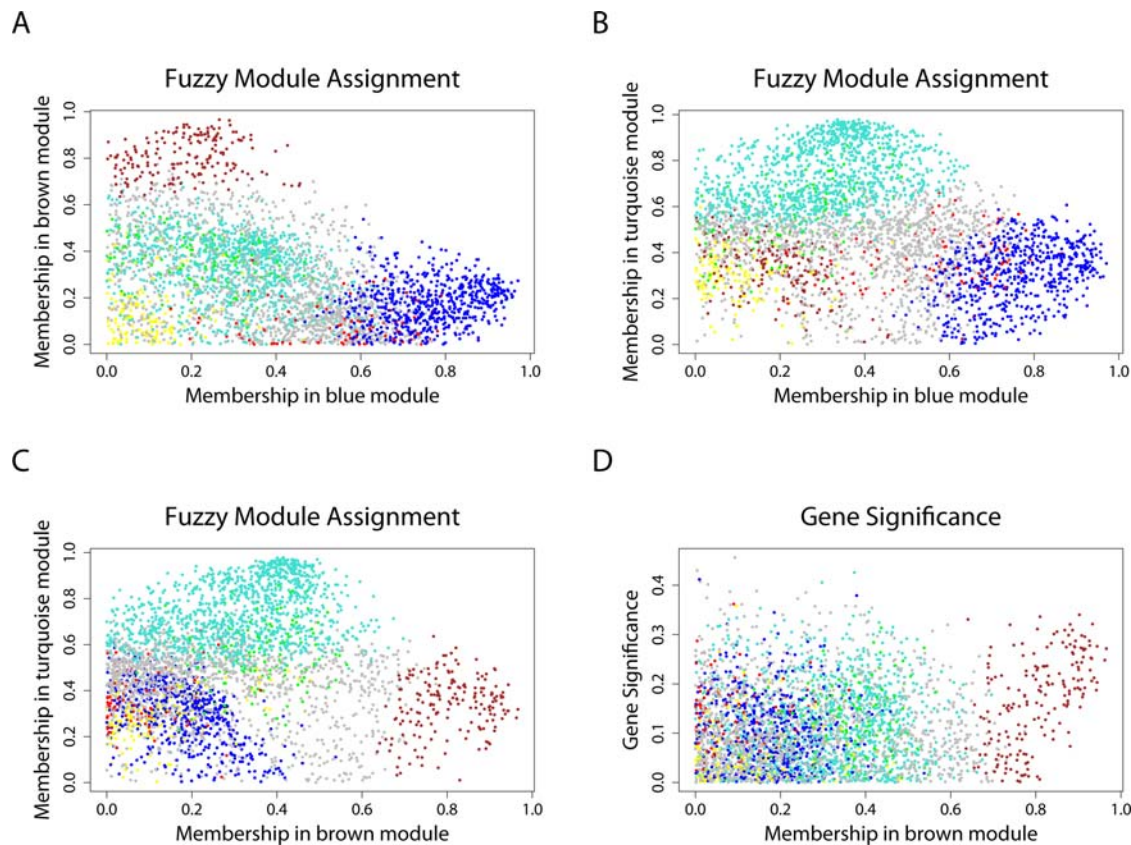 A
Fuzzy Module Assignment
Membership in brown module
0.0 0.2 0.4 0.6 0.8 1.0
0.0 0.2 0.4 0.6 0.8 1.0
Membership in blue module
B
Fuzzy Module Assignment
Membership in turquoise module
0.0 0.2 0.4 0.6 0.8 1.0
0.0 0.2 0.4 0.6 0.8 1.0
Membership in blue module
C
Fuzzy Module Assignment
Membership in turquoise module
0.0 0.2 0.4 0.6 0.8 1.0
0.0 0.2 0.4 0.6 0.8 1.0
Membership in brown module
D
Gene Significance
Gene Significance
0.0 0.1 0.2 0.3 0.4
0.0 0.2 0.4 0.6 0.8 1.0
Membership in brown module